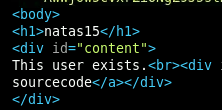 <body>
<h1>natas15</h1>
<div id="content">
This user exists.<br><div i
sourcecode</a></div>
</div>